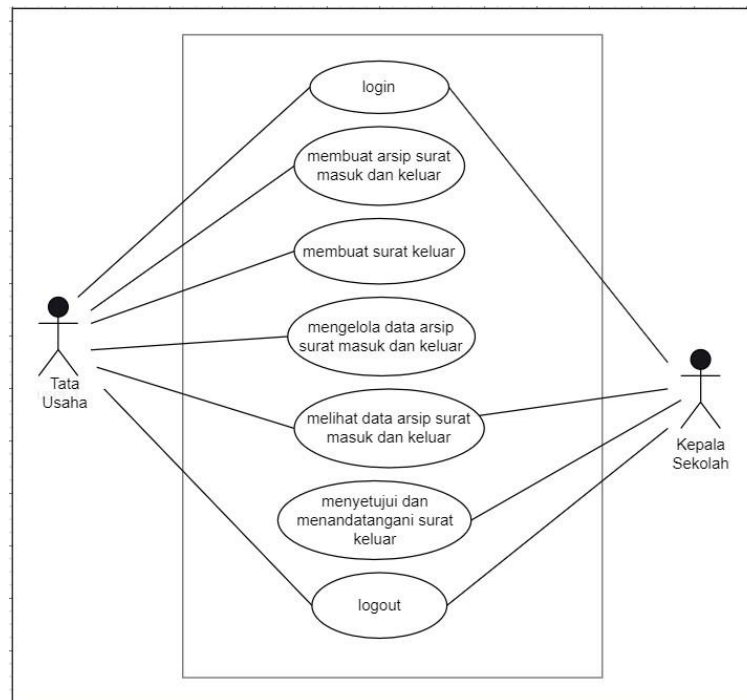 login
membuat arsip surat
masuk dan keluar
membuat surat keluar
mengelola data arsip
surat masuk dan keluar
Tata
Usaha
melihat data arsip surat
masuk dan keluar
Kepala
Sekolah
menyetujui dan
menandatangani surat
keluar
logout